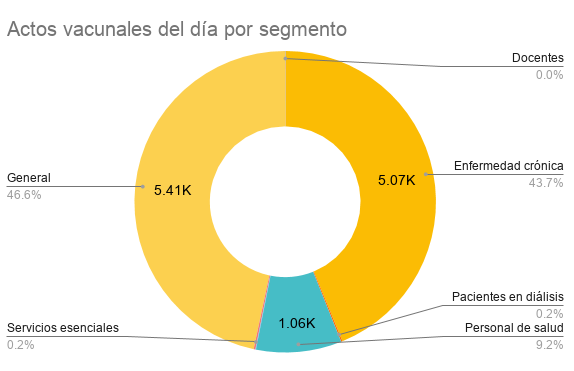 Actos vacunales del día por segmento
Docentes
0.0%
Enfermedad crónica
43.7%
5.07K
General
46.6%
5.41K
Pacientes en diálisis
0.2%
Personal de salud
9.2%
1.06K
Servicios esenciales
0.2%